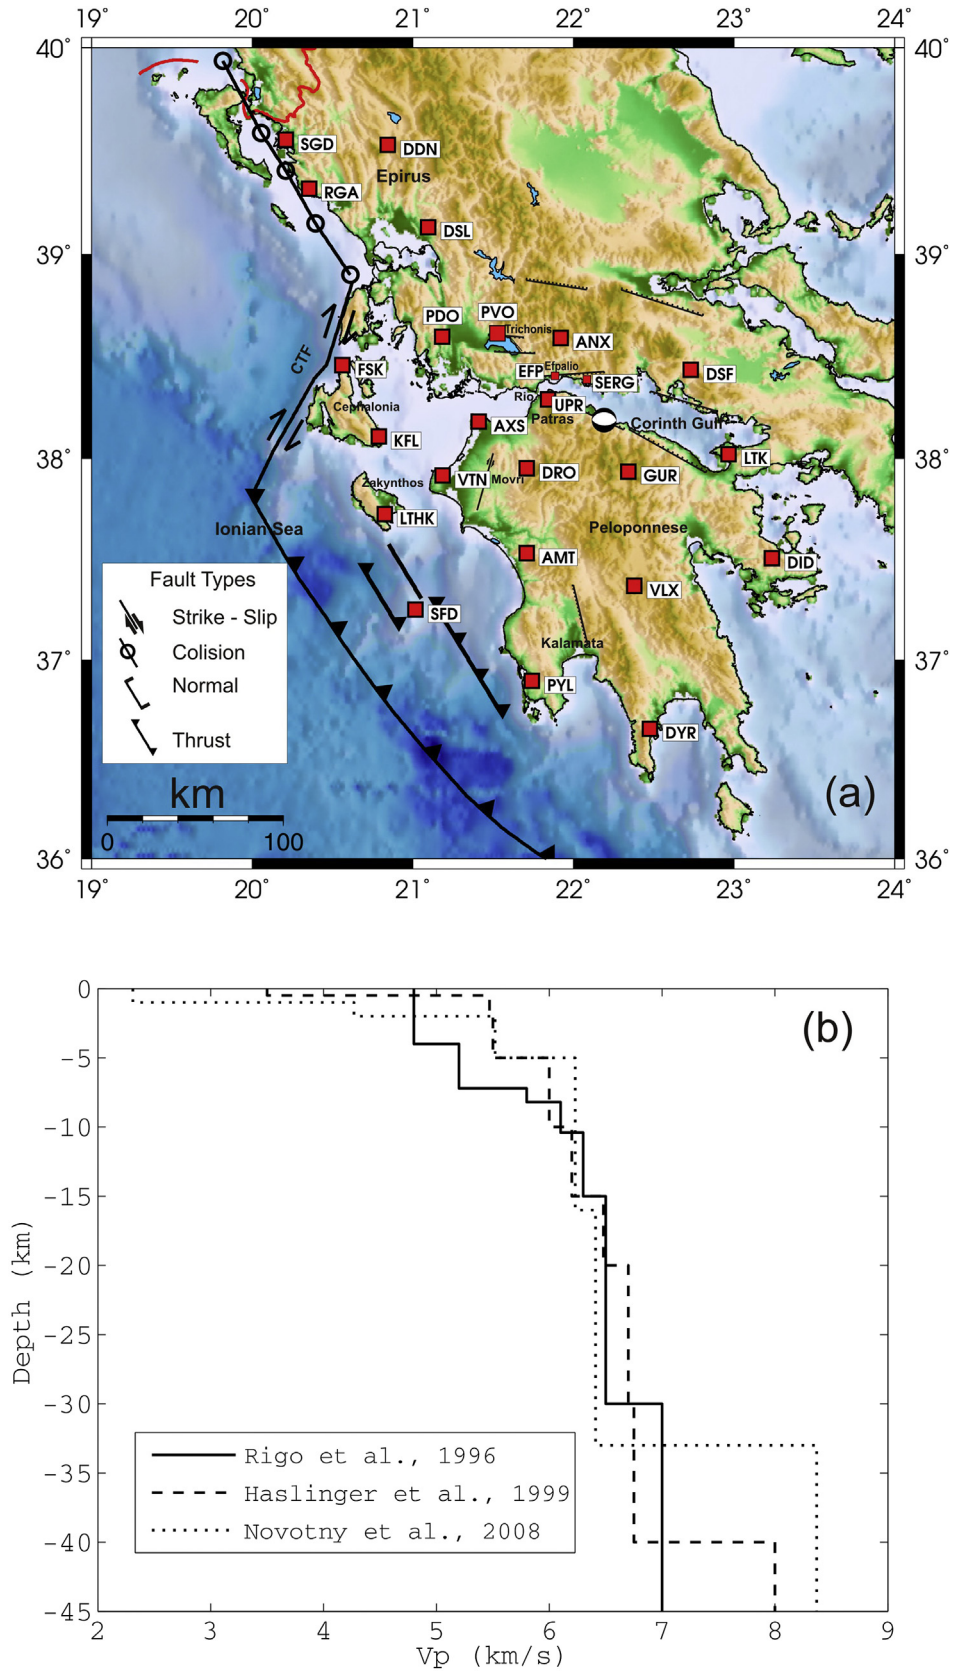 19° 20° 21° 22° 23° 24°
40° 40°
SGD DDN
Epirus
RGA
DSL
39° 39°
PDO PVO
Trichonis
ANX
CTF
FSK
EFP Efpalio
SERG
DSF
Rio
UPR
Cephalonia
Patras
Corinth Gulf
AXS
KFL
LTK
38° 38°
DRO
GUR
VTN
Movri
Zakynthos
LTHK
Ionian Sea
Peloponnese
AMT
DID
Fault Types
VLX
Strike - Slip
SFD
Colision
Kalamata
37° 37°
Normal
PYL
DYR
Thrust
km
(a)
0 100
36° 36°
19° 20° 21° 22° 23° 24°
0
(b)
-5
-10
-15
-20
-25
-30
-35
-40
-45
Depth (km)
Rigo et al., 1996
Haslinger et al., 1999
Novotny et al., 2008
2 3 4 5 6 7 8 9
Vp (km/s)